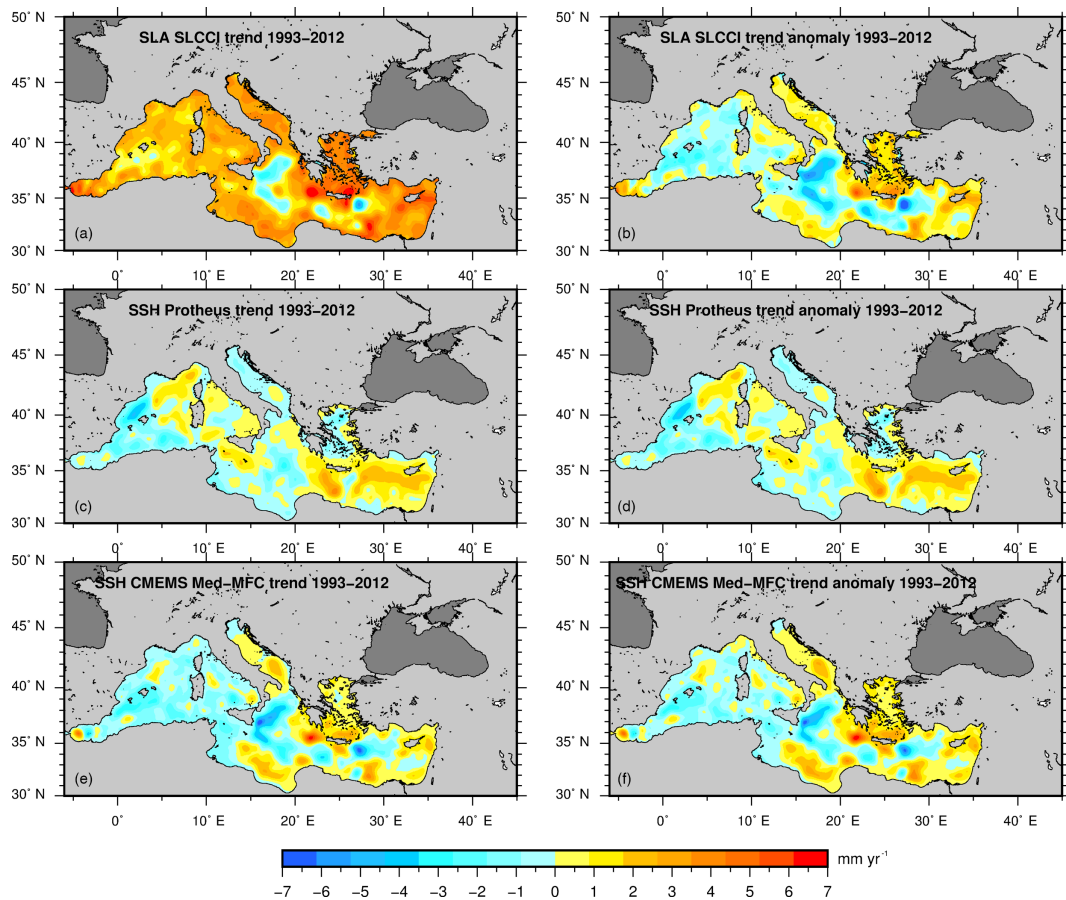 50° N
45° N
40° N
35° N
30° N
SLA SLCCI trend 1993−2012
(a)
0° 10° E 20° E 30° E 40° E
SLA SLCCI trend anomaly 1993−2012
50° N
45° N
40° N
35° N
30° N
(b)
0° 10° E 20° E 30° E 40° E
50° N
45° N
40° N
35° N
30° N
SSH Protheus trend 1993−2012
(c)
0° 10° E 20° E 30° E 40° E
50° N
45° N
40° N
35° N
30° N
SSH Protheus trend anomaly 1993−2012
(d)
0° 10° E 20° E 30° E 40° E
50° N
45° N
40° N
35° N
30° N
SSH CMEMS Med−MFC trend 1993−2012
(e)
0° 10° E 20° E 30° E 40° E
50° N
45° N
40° N
35° N
30° N
SSH CMEMS Med−MFC trend anomaly 1993−2012
(f)
0° 10° E 20° E 30° E 40° E
−7 −6 −5 −4 −3 −2 −1 0 1 2 3 4 5 6 7
mm yr⁻¹